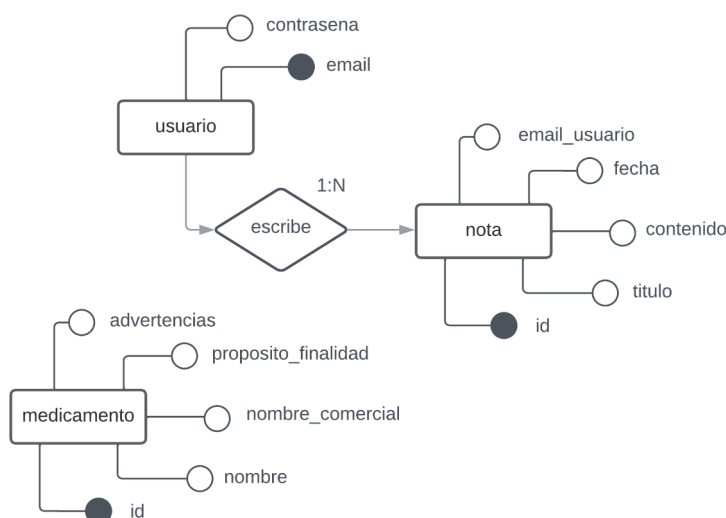 contrasena
email
usuario
1:N
escribe
email_usuario
fecha
nota
contenido
titulo
id
advertencias
proposito_finalidad
medicamento
nombre_comercial
nombre
id